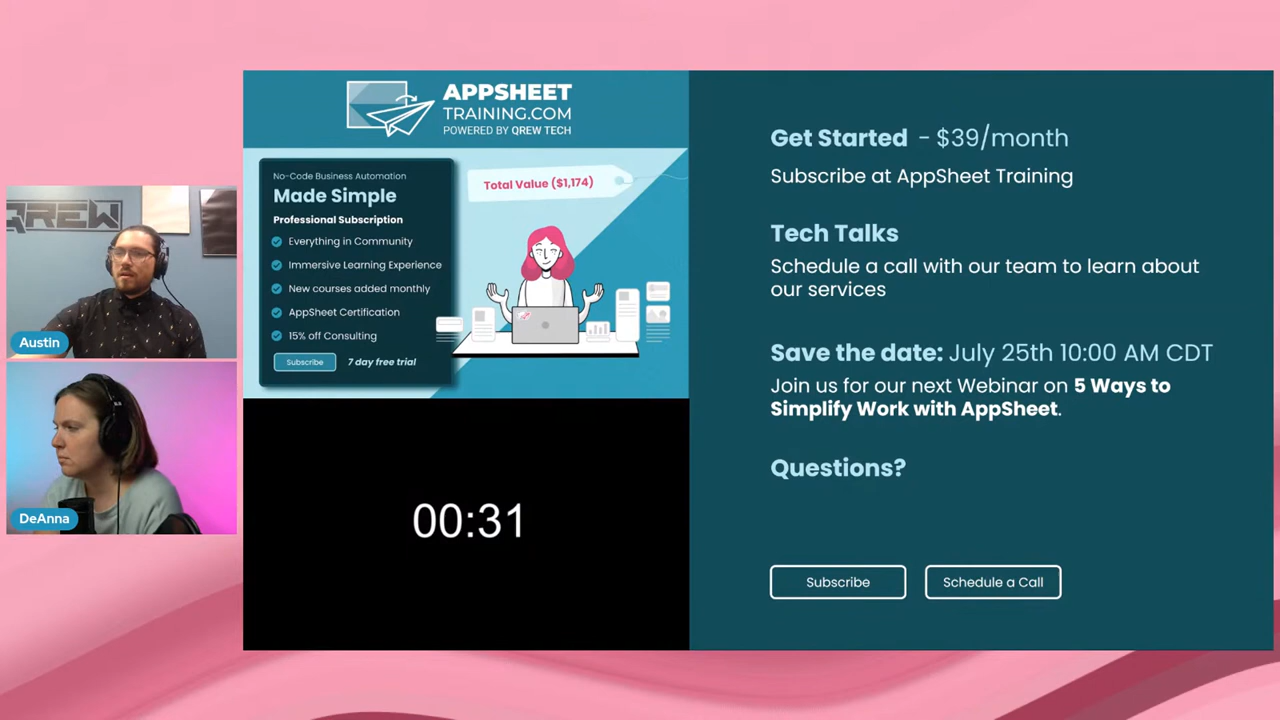 QREW
Austin
DeAnna
APPSHEET
TRAINING.COM
POWERED BY QREW TECH
No-Code Business Automation
Made Simple
Professional Subscription
Everything in Community
Immersive Learning Experience
New courses added monthly
AppSheet Certification
15% off Consulting
Subscribe
7 day free trial
Total Value ($1,174)
00:31
Get Started - $39/month
Subscribe at AppSheet Training
Tech Talks
Schedule a call with our team to learn about
our services
Save the date: July 25th 10:00 AM CDT
Join us for our next Webinar on 5 Ways to
Simplify Work with AppSheet.
Questions?
Subscribe
Schedule a Call